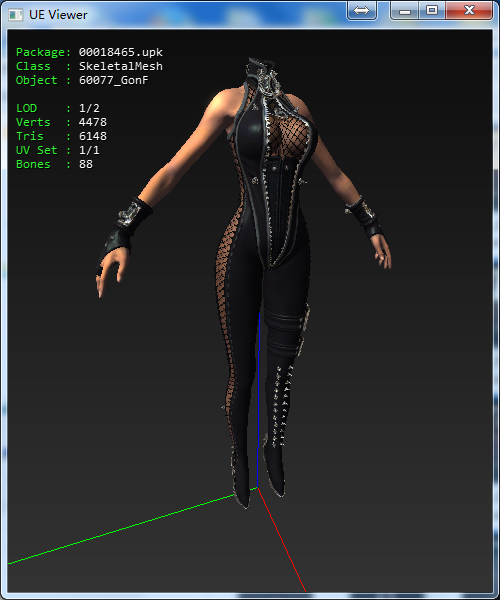 UE Viewer
Package: 00018465.upk
Class : SkeletalMesh
Object : 60077_GonF
LOD : 1/2
Verts : 4478
Tris : 6148
UV Set : 1/1
Bones : 88